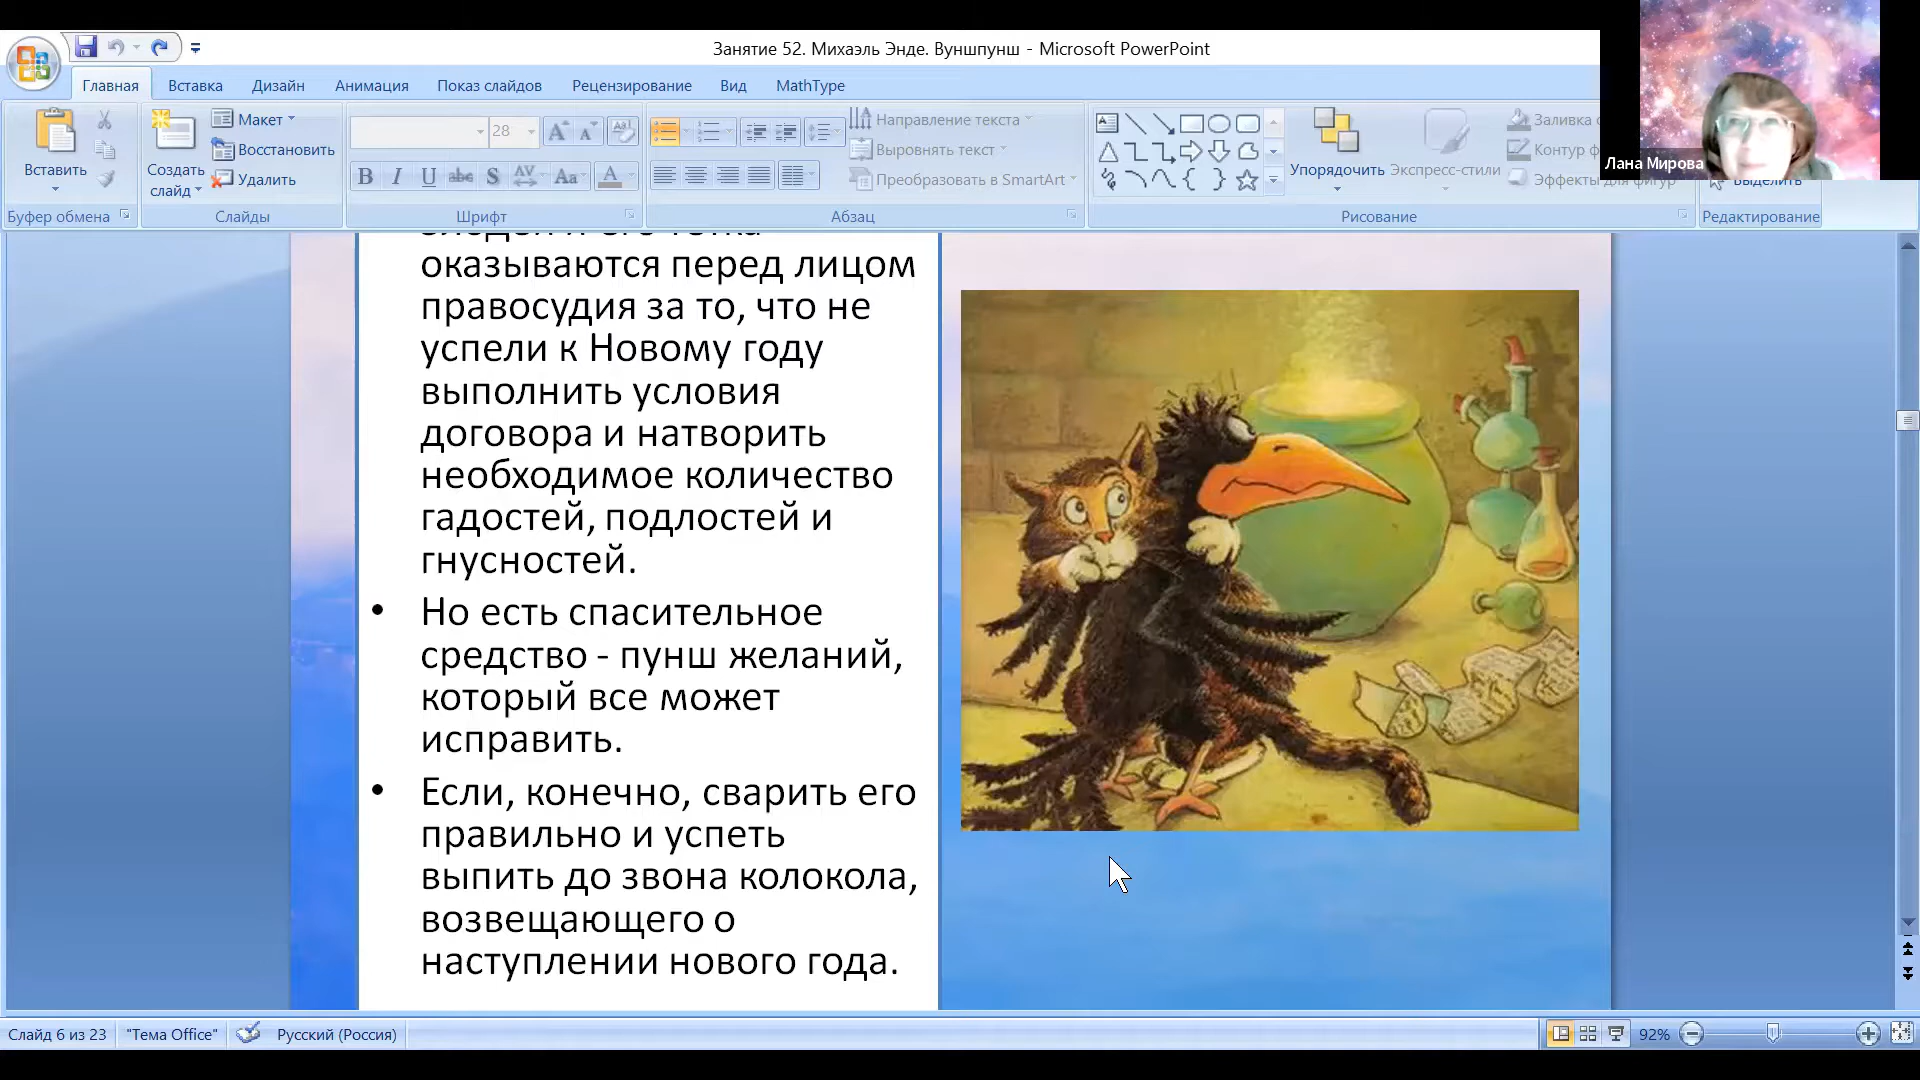 Занятие 52. Михаэль Энде. Вуншпунш - Microsoft PowerPoint
Главная
Вставка
Дизайн
Анимация
Показ слайдов
Рецензирование
Вид
MathType
Вставить
Создать слайд
Макет
Восстановить
Удалить
28
Направление текста
Выровнять текст
Преобразовать в SmartArt
Упорядочить
Экспресс-стили
Заливка
Контур
Эффекты для фигур
Выделить
Буфер обмена
Слайды
Шрифт
Абзац
Рисование
Редактирование
Лана Мирова
оказываются перед лицом
правосудия за то, что не
успели к Новому году
выполнить условия
договора и натворить
необходимое количество
гадостей, подлостей и
гнусностей.
• Но есть спасительное
средство - пунш желаний,
который все может
исправить.
• Если, конечно, сварить его
правильно и успеть
выпить до звона колокола,
возвещающего о
наступлении нового года.
Слайд 6 из 23
"Тема Office"
Русский (Россия)
92%